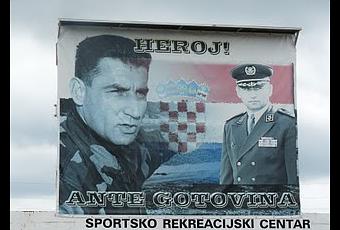 HEROJ!
ANTE GOTOVINA
SPORTSKO REKREACIJSKI CENTAR